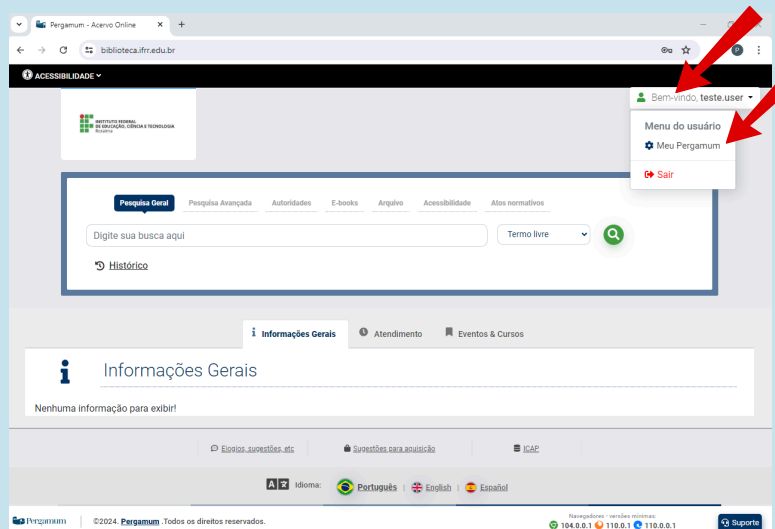 Pergamum - Acervo Online
biblioteca.ifrr.edu.br
P
ACESSIBILIDADE
Bem-vindo, teste.user
INSTITUTO FEDERAL
DE EDUCAÇÃO, CIÊNCIA E TECNOLOGIA
Roraima
Menu do usuário
Meu Pergamum
Sair
Pesquisa Geral Pesquisa Avançada Autoridades E-books Arquivo Acessibilidade Atos normativos
Digite sua busca aqui Termo livre
Histórico
Informações Gerais Atendimento Eventos & Cursos
Informações Gerais
Nenhuma informação para exibir!
Elogios, sugestões, etc Sugestões para aquisição ICAP
Idioma: Português | English | Español
Navegadores - versões mínimas:
Pergamum ©2024. Pergamum .Todos os direitos reservados. 104.0.0.1 110.0.1 110.0.0.1 Suporte